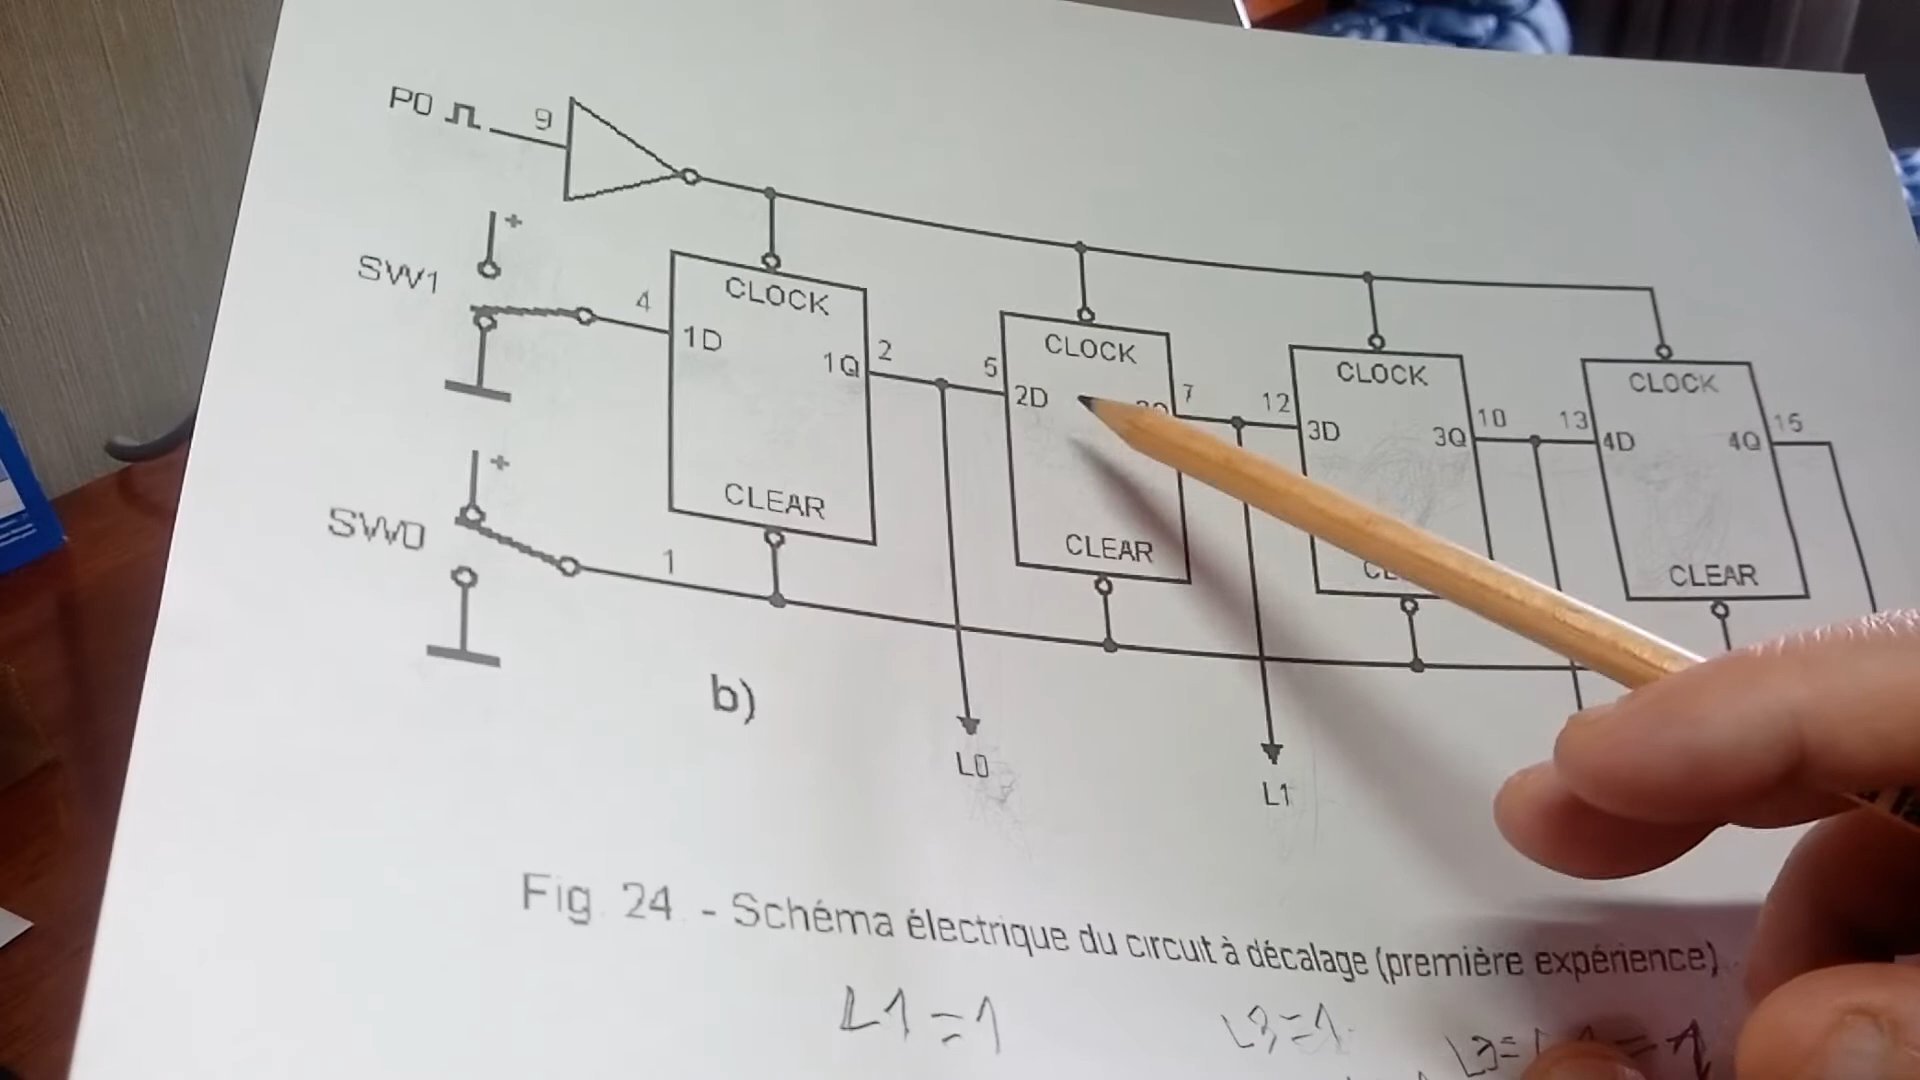 P0 9
SW1 +
4 1D CLOCK 1Q 2 CLEAR
5 2D CLOCK 7 CLEAR
12 3D CLOCK 3Q 10
13 4D CLOCK 4Q 15 CLEAR
SW0 + 1
b)
L0
L1
Fig. 24. - Schéma électrique du circuit à décalage (première expérience).
L1=1 L3=1